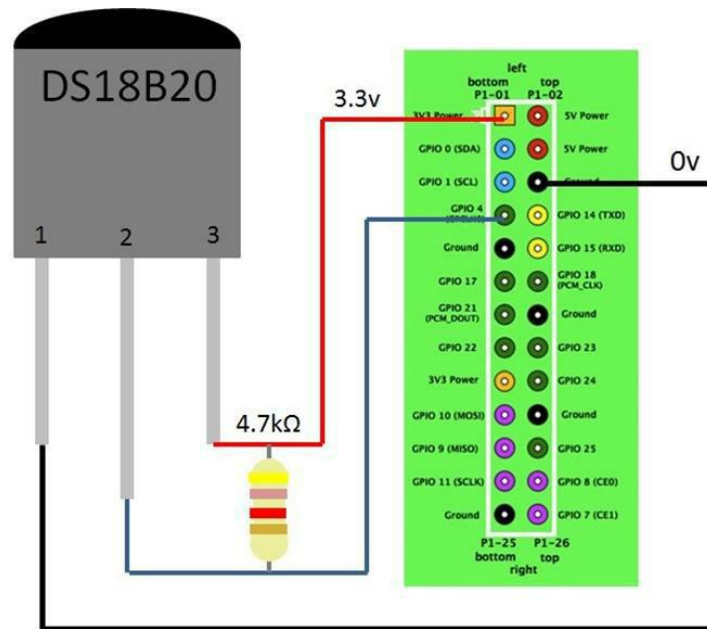 DS18B20
1
2
3
3.3v
4.7kΩ
0v
left
bottom top
P1-01 P1-02
3V3 Power 5V Power
GPIO 0 (SDA) 5V Power
GPIO 1 (SCL) Ground
GPIO 4 GPIO 14 (TXD)
Ground GPIO 15 (RXD)
GPIO 17 GPIO 18
(PCM_CLK)
GPIO 21 Ground
(PCM_DOUT)
GPIO 22 GPIO 23
3V3 Power GPIO 24
GPIO 10 (MOSI) Ground
GPIO 9 (MISO) GPIO 25
GPIO 11 (SCLK) GPIO 8 (CE0)
Ground GPIO 7 (CE1)
P1-25 P1-26
bottom top
right